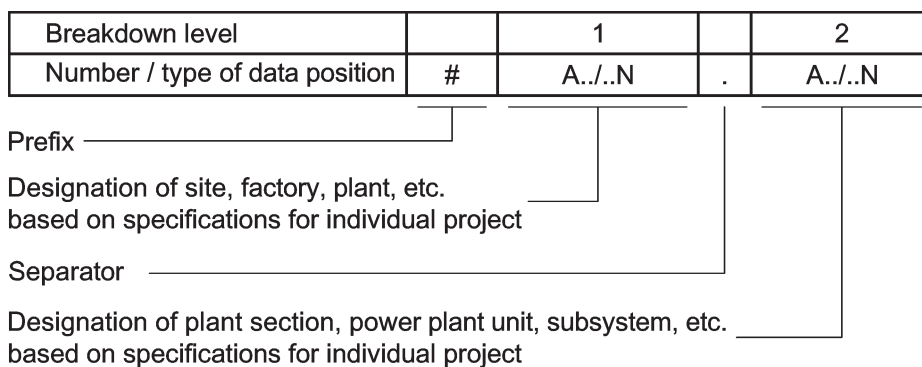 Breakdown level 1 2
Number / type of data position # A../..N . A../..N
Prefix
Designation of site, factory, plant, etc.
based on specifications for individual project
Separator
Designation of plant section, power plant unit, subsystem, etc.
based on specifications for individual project